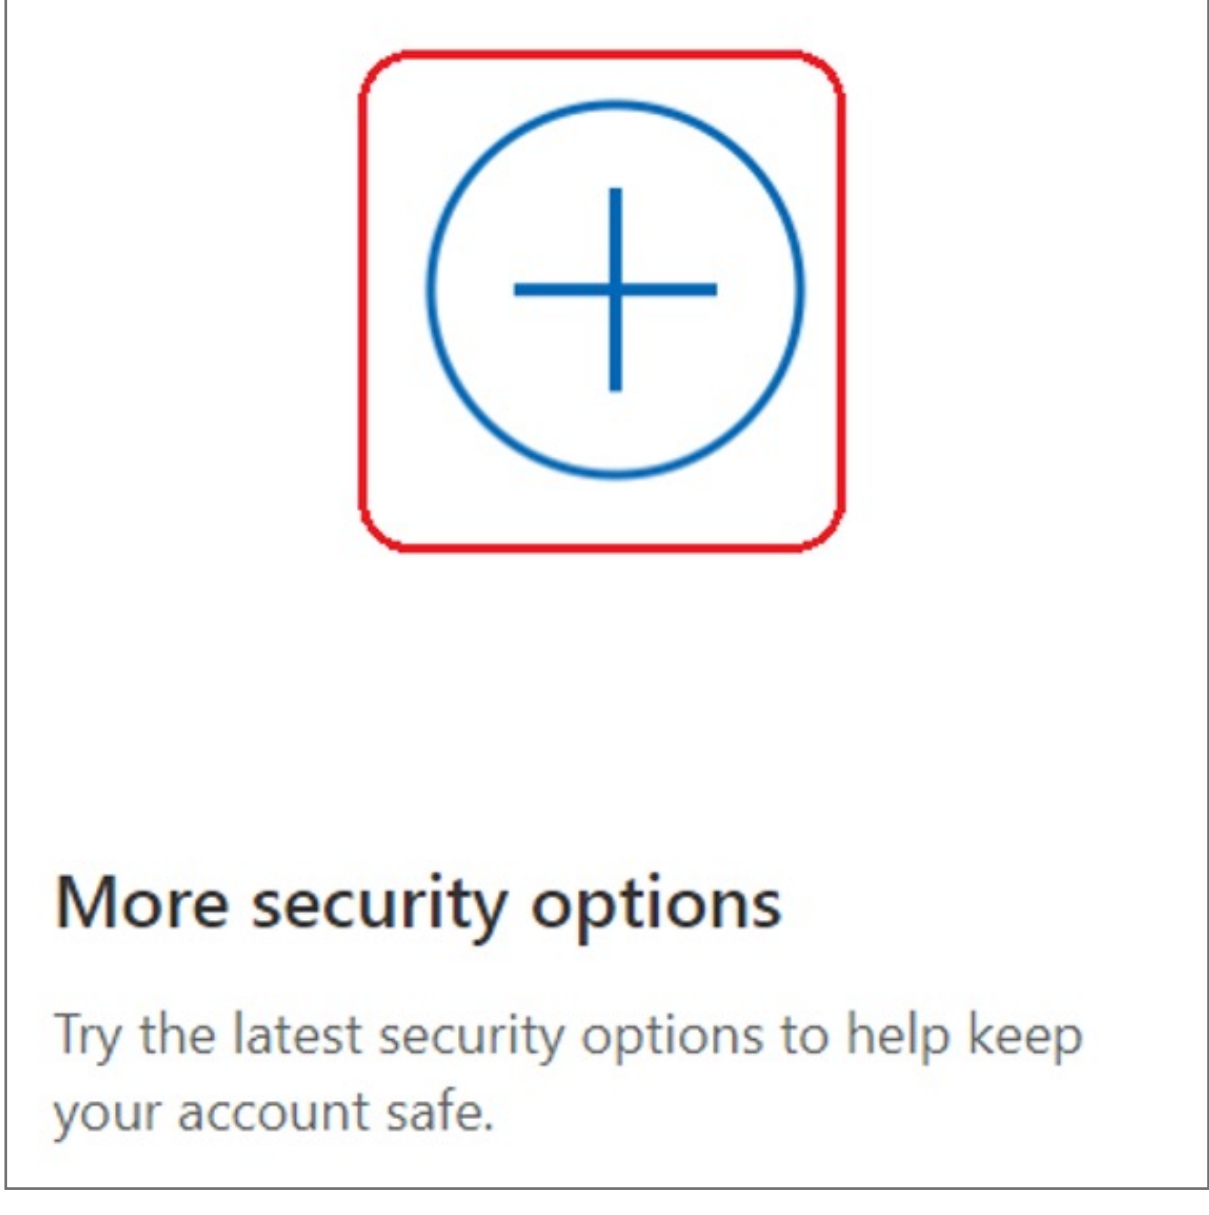 More security options
Try the latest security options to help keep
your account safe.